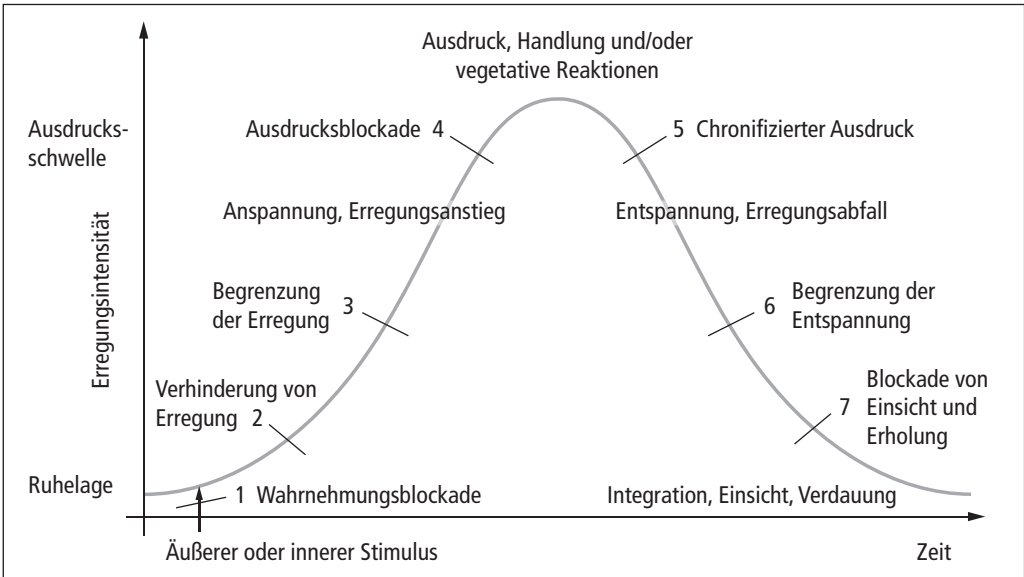 Ausdruck, Handlung und/oder
vegetative Reaktionen
Ausdrucks-
schwelle
Ausdrucksblockade 4
5 Chronifizierter Ausdruck
Anspannung, Erregungsanstieg
Entspannung, Erregungsabfall
Erregungsintensität
Begrenzung
der Erregung 3
6 Begrenzung der
Entspannung
Verhinderung von
Erregung 2
7 Blockade von
Einsicht und
Erholung
Ruhelage
1 Wahrnehmungsblockade
Integration, Einsicht, Verdauung
Äußerer oder innerer Stimulus
Zeit